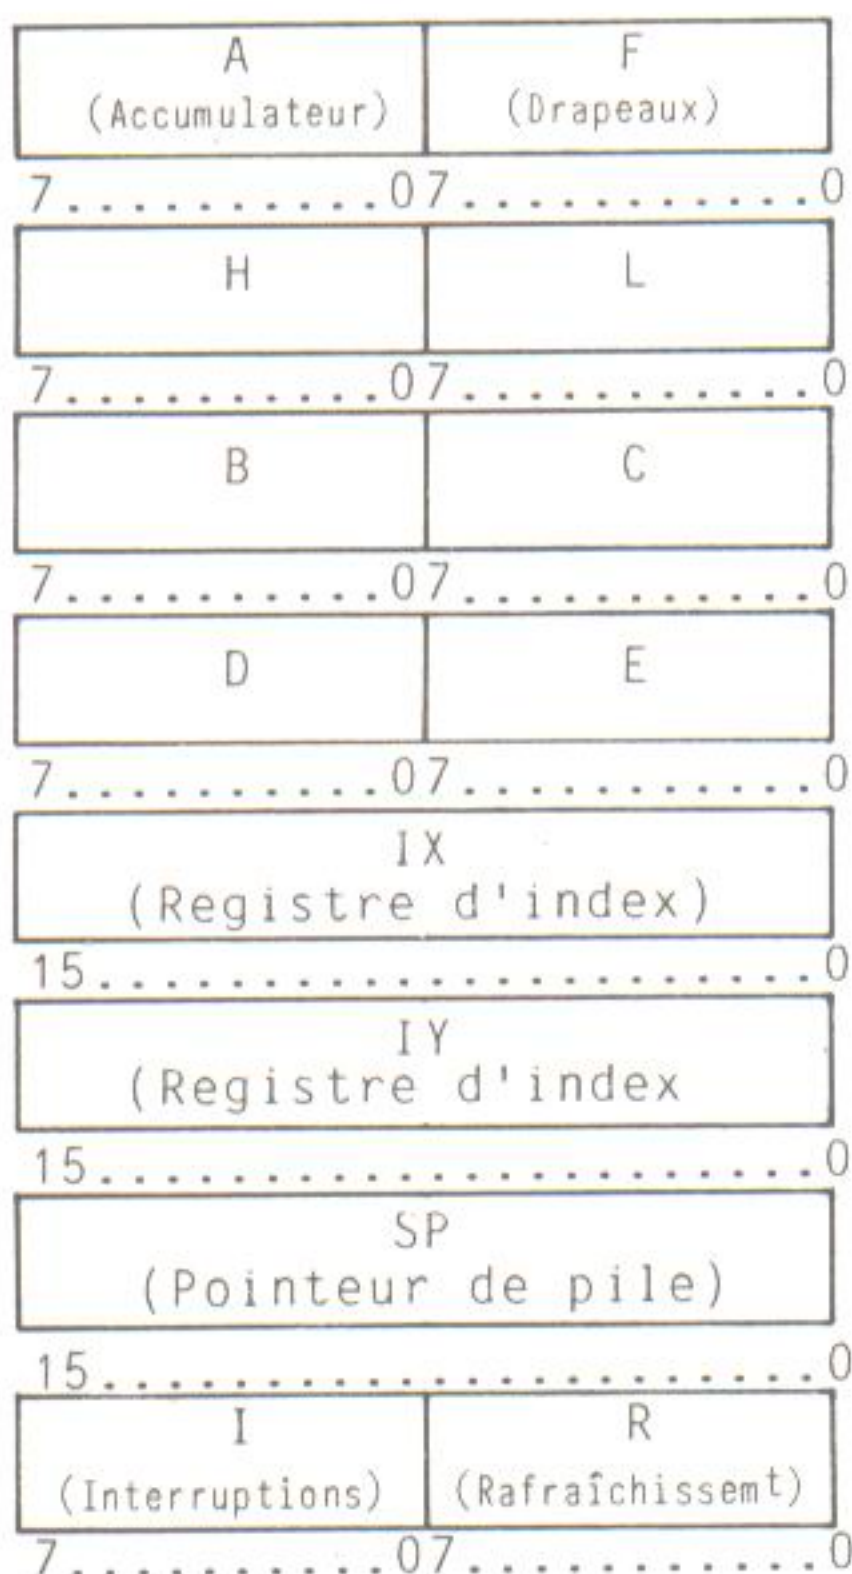 A F
(Accumulateur) (Drapeaux)
7..........07...........0
H L
7..........07...........0
B C
7..........07...........0
D E
7..........07...........0
IX
(Registre d'index)
15......................0
IY
(Registre d'index
15......................0
SP
(Pointeur de pile)
15......................0
I R
(Interruptions) (Rafraîchissemt)
7..........07...........0